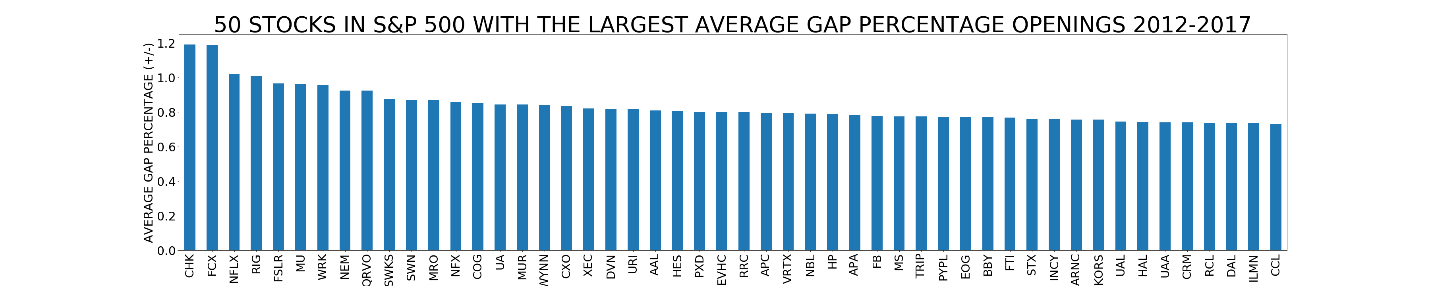 50 STOCKS IN S&P 500 WITH THE LARGEST AVERAGE GAP PERCENTAGE OPENINGS 2012-2017
AVERAGE GAP PERCENTAGE (+/-)
1.2
1.0
0.8
0.6
0.4
0.2
0.0
CHK FCX NFLX RIG FSLR MU WRK NEM QRVO SWKS SWN MRO NFX COG UA MUR WYNN CXO XEC DVN URI AAL HES PXD EVHC RRC APC VRTX NBL HP APA FB MS TRIP PYPL EOG BBY FTI STX INCY ARNC KORS UAL HAL UAA CRM RCL DAL ILMN CCL